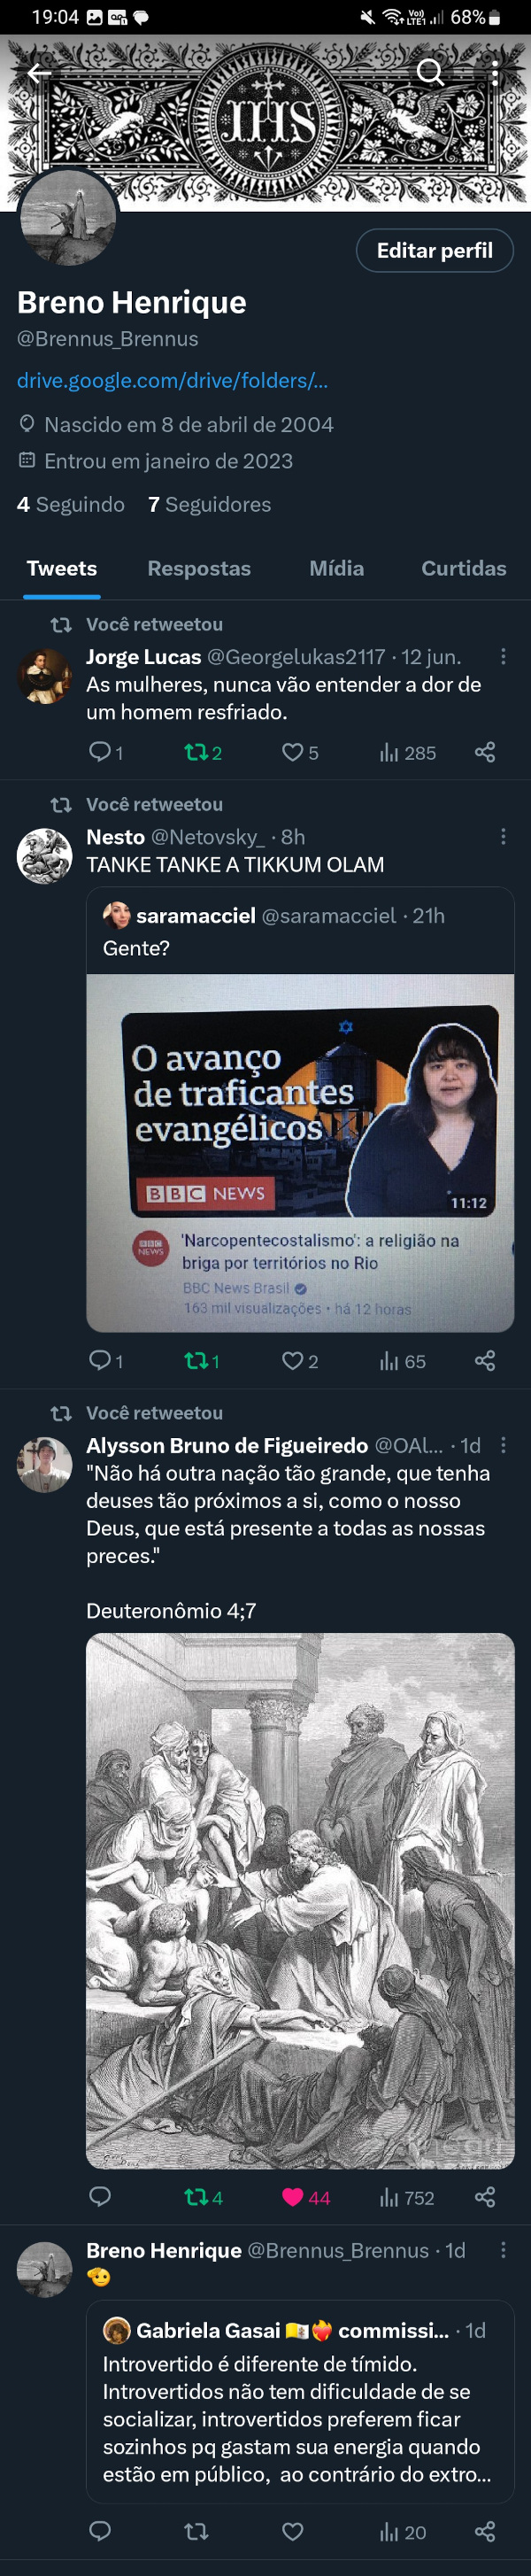 19:04
Vo)) LTE1
68%
IHS
Editar perfil
Breno Henrique
@Brennus_Brennus
drive.google.com/drive/folders/...
Nascido em 8 de abril de 2004
Entrou em janeiro de 2023
4 Seguindo 7 Seguidores
Tweets Respostas Mídia Curtidas
Você retweetou
Jorge Lucas @Georgelukas2117 · 12 jun.
As mulheres, nunca vão entender a dor de
um homem resfriado.
1 2 5 285
Você retweetou
Nesto @Netovsky_ · 8h
TANKE TANKE A TIKKUM OLAM
saramacciel @saramacciel · 21h
Gente?
O avanço
de traficantes
evangélicos
BBC NEWS
11:12
BBC
NEWS
'Narcopentecostalismo': a religião na
briga por territórios no Rio
BBC News Brasil
163 mil visualizações • há 12 horas
1 1 2 65
Você retweetou
Alysson Bruno de Figueiredo @OAl... · 1d
"Não há outra nação tão grande, que tenha
deuses tão próximos a si, como o nosso
Deus, que está presente a todas as nossas
preces."
Deuteronômio 4;7
4 44 752
Breno Henrique @Brennus_Brennus · 1d
Gabriela Gasai commissi... · 1d
Introvertido é diferente de tímido.
Introvertidos não tem dificuldade de se
socializar, introvertidos preferem ficar
sozinhos pq gastam sua energia quando
estão em público, ao contrário do extro...
20